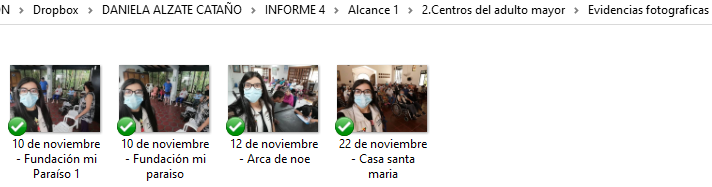 ÓN > Dropbox > DANIELA ALZATE CATAÑO > INFORME 4 > Alcance 1 > 2.Centros del adulto mayor > Evidencias fotograficas
10 de noviembre
- Fundación mi
Paraíso 1
10 de noviembre
- Fundación mi
paraiso
12 de noviembre
- Arca de noe
22 de noviembre
- Casa santa
maria